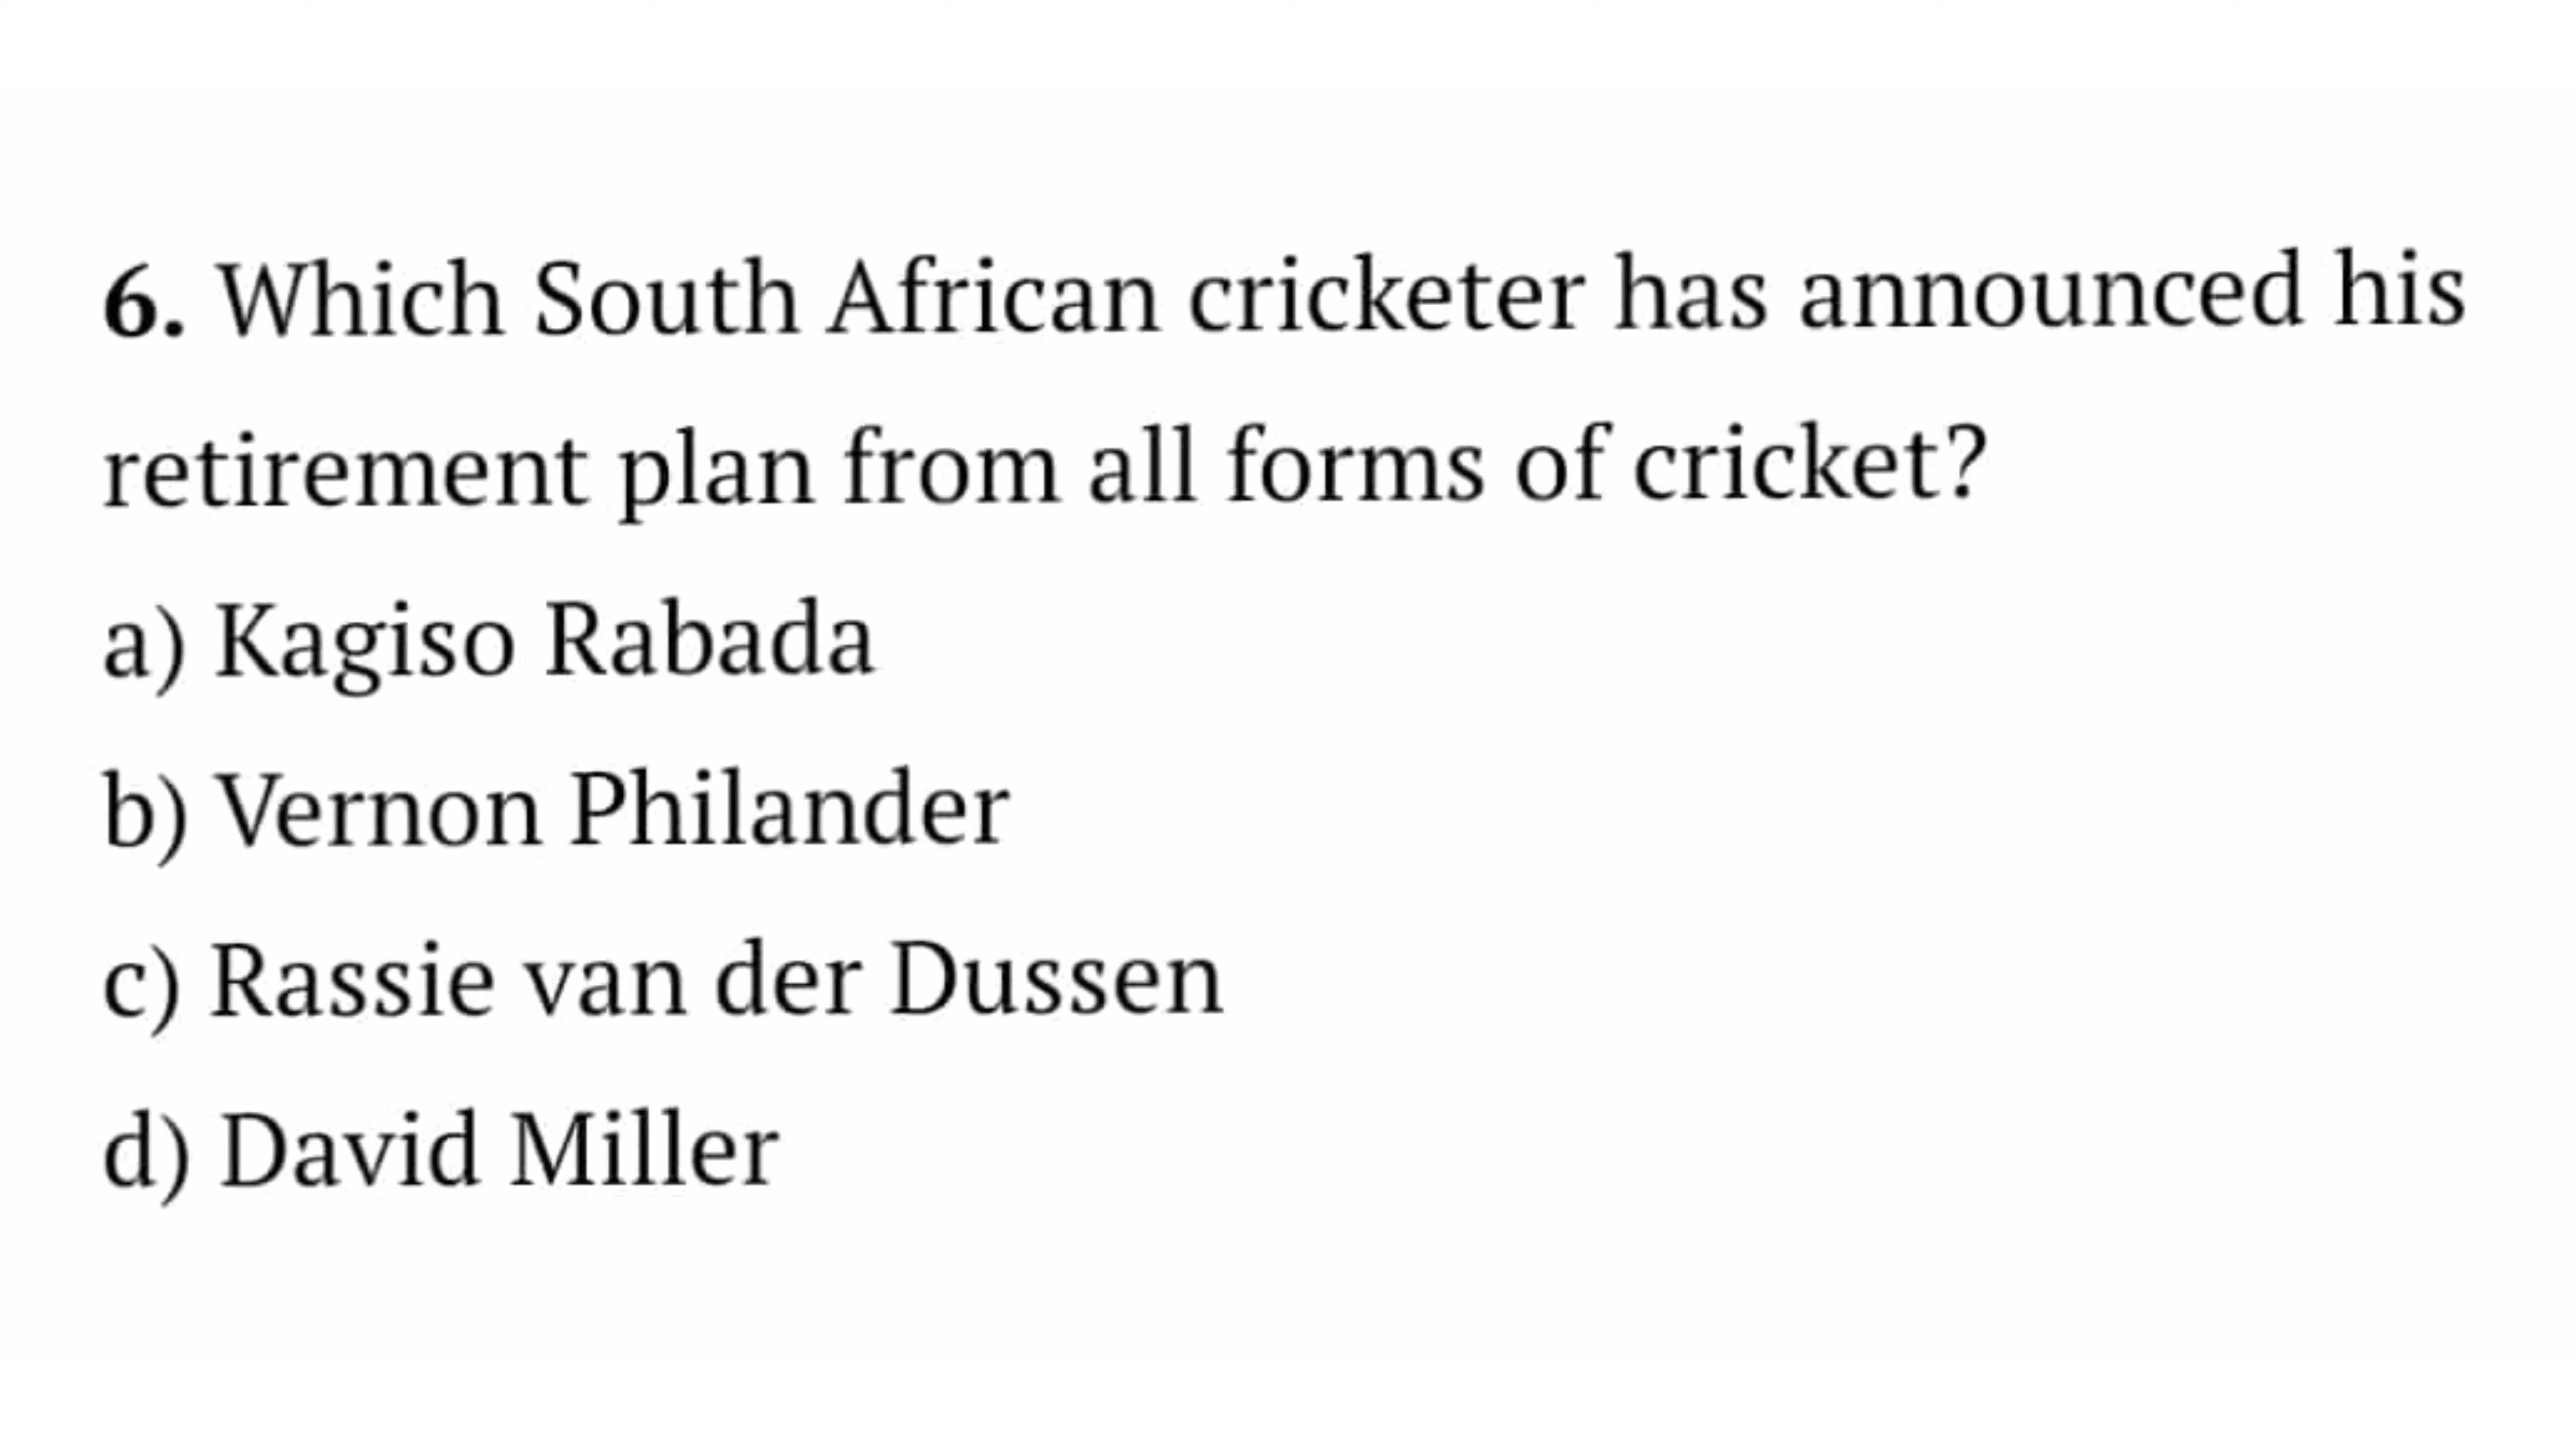 6. Which South African cricketer has announced his
retirement plan from all forms of cricket?
a) Kagiso Rabada
b) Vernon Philander
c) Rassie van der Dussen
d) David Miller